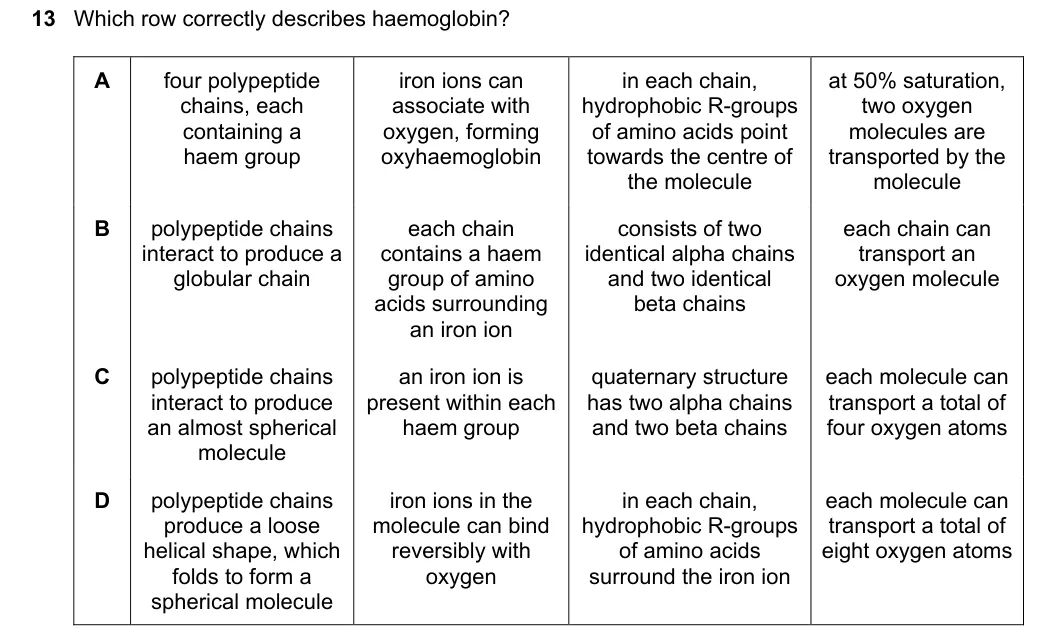 13 Which row correctly describes haemoglobin?
A
four polypeptide
chains, each
containing a
haem group
iron ions can
associate with
oxygen, forming
oxyhaemoglobin
in each chain,
hydrophobic R-groups
of amino acids point
towards the centre of
the molecule
at 50% saturation,
two oxygen
molecules are
transported by the
molecule
B
polypeptide chains
interact to produce a
globular chain
each chain
contains a haem
group of amino
acids surrounding
an iron ion
consists of two
identical alpha chains
and two identical
beta chains
each chain can
transport an
oxygen molecule
C
polypeptide chains
interact to produce
an almost spherical
molecule
an iron ion is
present within each
haem group
quaternary structure
has two alpha chains
and two beta chains
each molecule can
transport a total of
four oxygen atoms
D
polypeptide chains
produce a loose
helical shape, which
folds to form a
spherical molecule
iron ions in the
molecule can bind
reversibly with
oxygen
in each chain,
hydrophobic R-groups
of amino acids
surround the iron ion
each molecule can
transport a total of
eight oxygen atoms